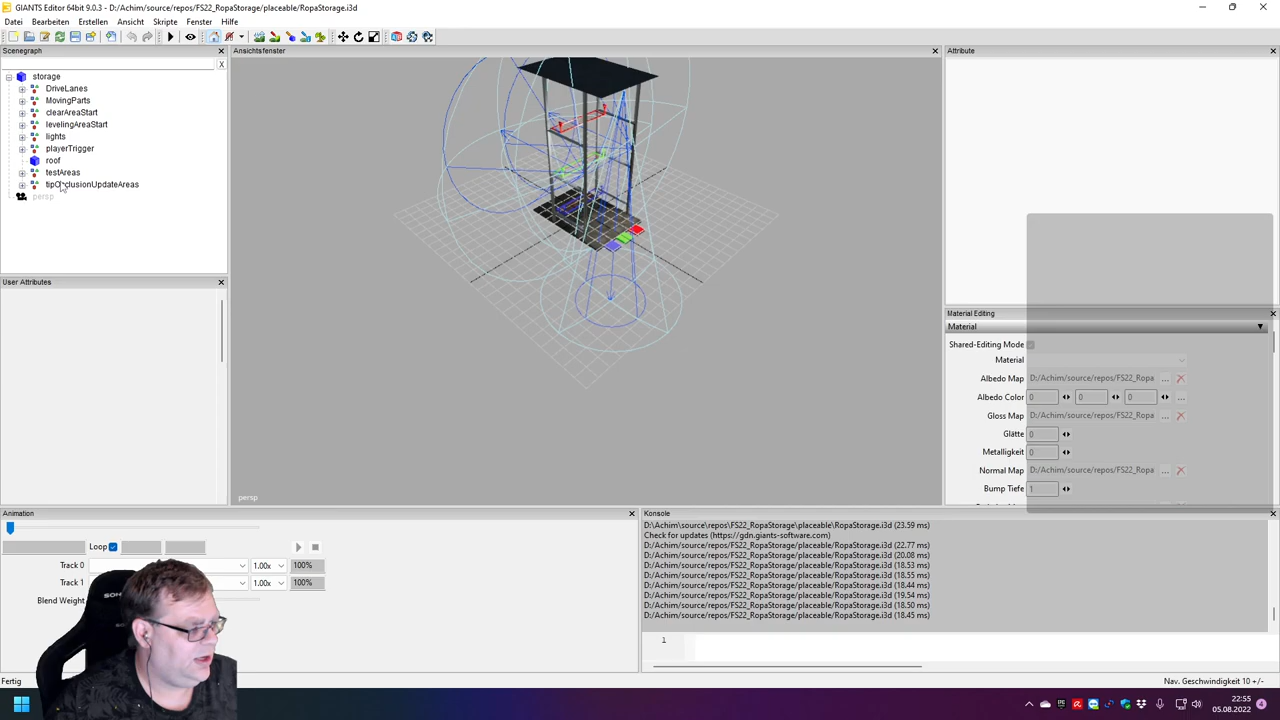 GIANTS Editor 64bit 9.0.3 - D:/Achim/source/repos/FS22_RopaStorage/placeable/RopaStorage.i3d
Datei Bearbeiten Erstellen Ansicht Skripte Fenster Hilfe
Scenegraph
X
storage
DriveLanes
MovingParts
clearAreaStart
levelingAreaStart
lights
playerTrigger
roof
testAreas
tipOcclusionUpdateAreas
persp
User Attributes
Ansichtsfenster
persp
Attribute
Material Editing
Material
Shared-Editing Mode
Material
Albedo Map D:/Achim/source/repos/FS22_Ropa ...
Albedo Color 0 0 0 ...
Gloss Map D:/Achim/source/repos/FS22_Ropa ...
Glätte 0
Metalligkeit 0
Normal Map D:/Achim/source/repos/FS22_Ropa ...
Bump Tiefe 1
Animation
Loop
Track 0 1.00x 100%
Track 1 1.00x 100%
Blend Weight
Konsole
D:/Achim\source\repos\FS22_RopaStorage\placeable\RopaStorage.i3d (23.59 ms)
Check for updates (https://gdn.giants-software.com)
D:/Achim/source/repos/FS22_RopaStorage/placeable/RopaStorage.i3d (22.77 ms)
D:/Achim/source/repos/FS22_RopaStorage/placeable/RopaStorage.i3d (20.08 ms)
D:/Achim/source/repos/FS22_RopaStorage/placeable/RopaStorage.i3d (18.53 ms)
D:/Achim/source/repos/FS22_RopaStorage/placeable/RopaStorage.i3d (18.55 ms)
D:/Achim/source/repos/FS22_RopaStorage/placeable/RopaStorage.i3d (18.44 ms)
D:/Achim/source/repos/FS22_RopaStorage/placeable/RopaStorage.i3d (19.54 ms)
D:/Achim/source/repos/FS22_RopaStorage/placeable/RopaStorage.i3d (18.50 ms)
D:/Achim/source/repos/FS22_RopaStorage/placeable/RopaStorage.i3d (18.45 ms)
1
Fertig
Nav. Geschwindigkeit 10 +/-
22:55
05.08.2022